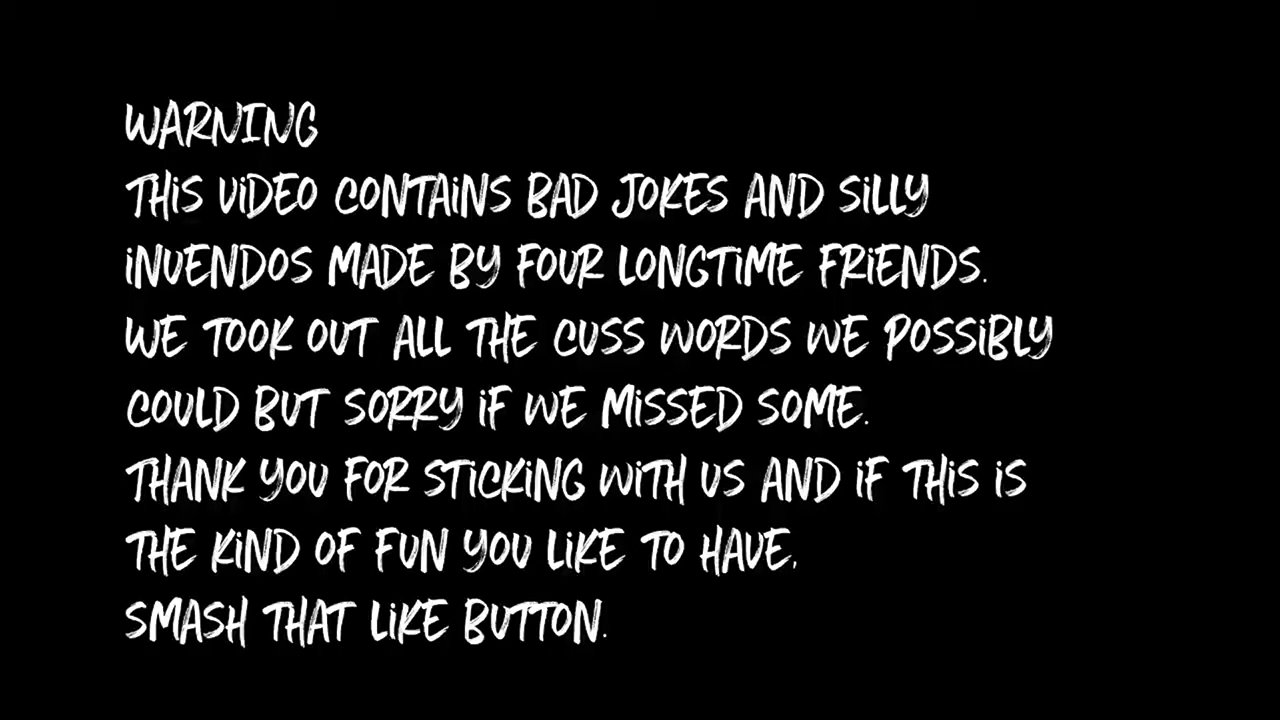 WARNING
THiS ViDEO CONTAiNS BAD JOKES AND SiLLY
iNUENDOS MADE BY FOUR LONGTiME FRiENDS.
WE TOOK OUT ALL THE CUSS WORDS WE POSSiBLY
COULD BUT SORRY iF WE MiSSED SOME.
THANK YOU FOR STiCKiNG WiTH US AND iF THiS iS
THE KiND OF FUN YOU LiKE TO HAVE,
SMASH THAT LiKE BUTTON.